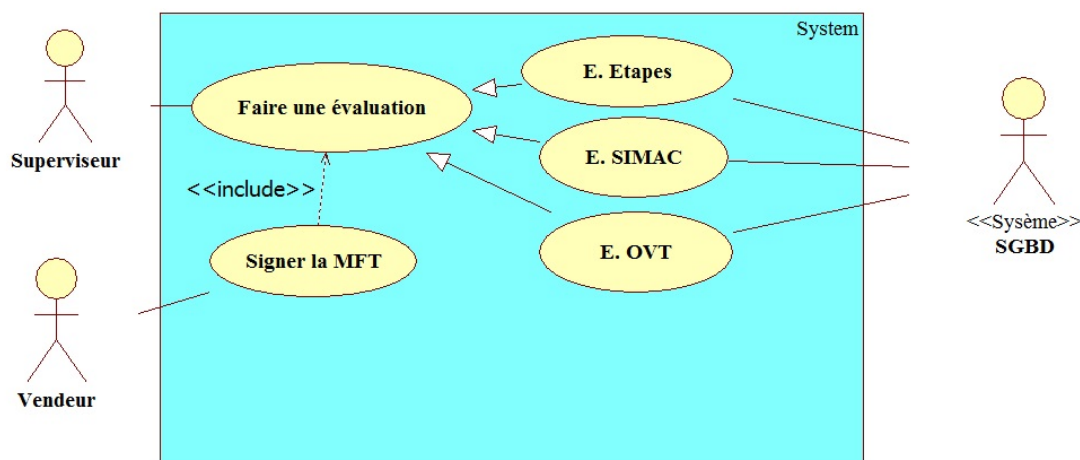 System
E. Etapes
Faire une évaluation
Superviseur
E. SIMAC
<<include>>
<<Sysème>>
SGBD
Signer la MFT
E. OVT
Vendeur